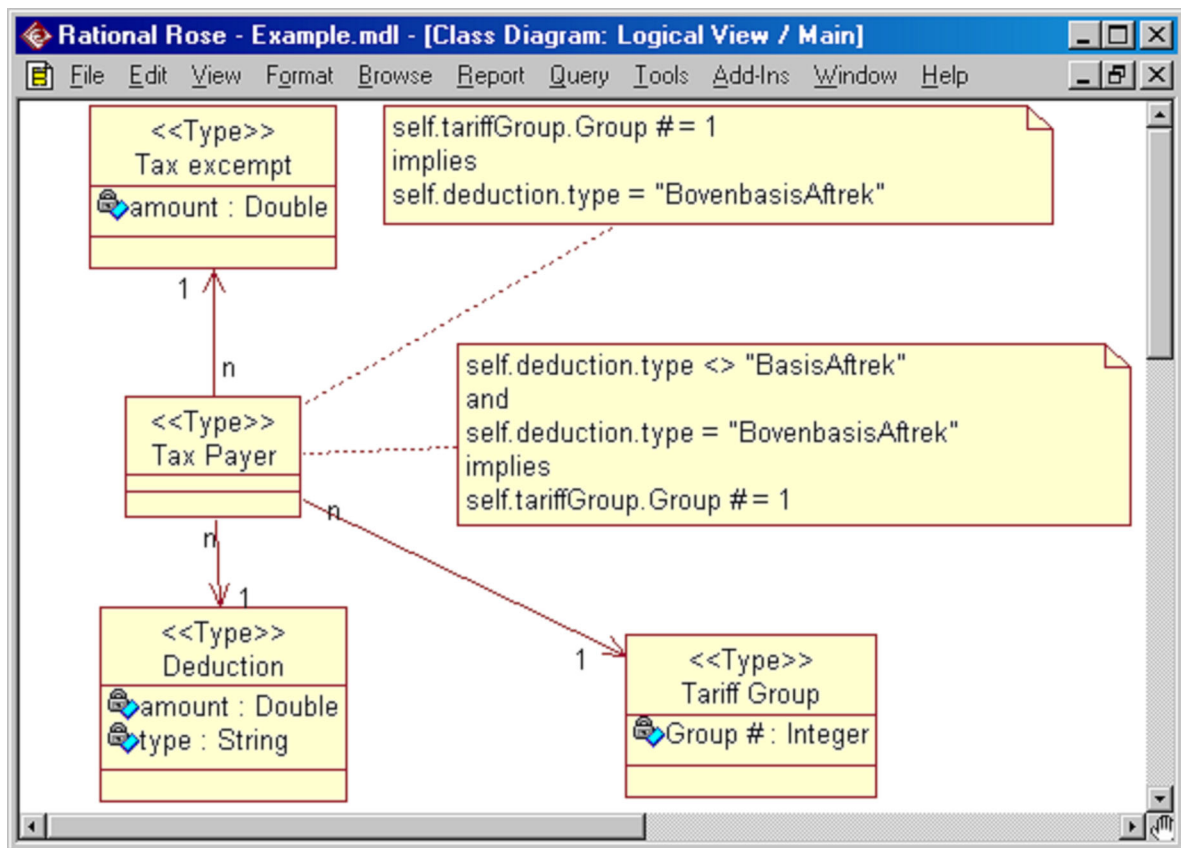 Rational Rose - Example.mdl - [Class Diagram: Logical View / Main]
File Edit View Format Browse Report Query Tools Add-Ins Window Help
<<Type>>
Tax excempt
amount : Double
self.tariffGroup.Group # = 1
implies
self.deduction.type = "BovenbasisAftrek"
1
n
<<Type>>
Tax Payer
self.deduction.type <> "BasisAftrek"
and
self.deduction.type = "BovenbasisAftrek"
implies
self.tariffGroup.Group # = 1
n
n
1
<<Type>>
Deduction
amount : Double
type : String
1
<<Type>>
Tariff Group
Group # : Integer